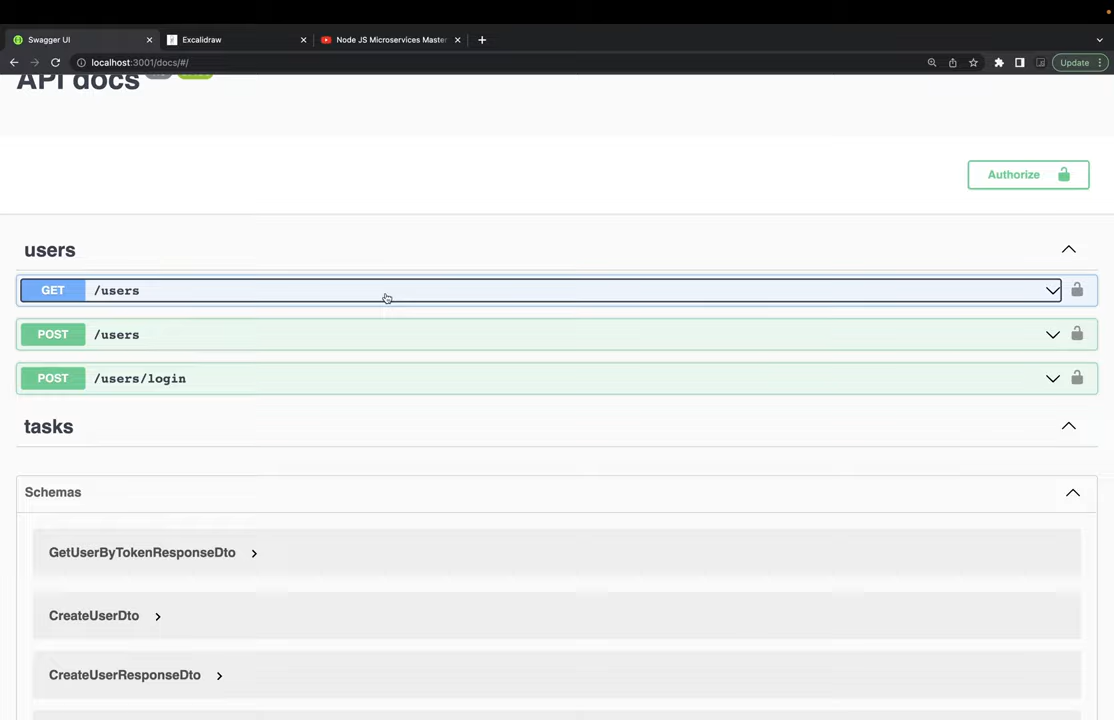 Swagger UI
Excalidraw
Node JS Microservices Master
localhost:3001/docs/#/
Update
API docs
Authorize
users
GET /users
POST /users
POST /users/login
tasks
Schemas
GetUserByTokenResponseDto
CreateUserDto
CreateUserResponseDto